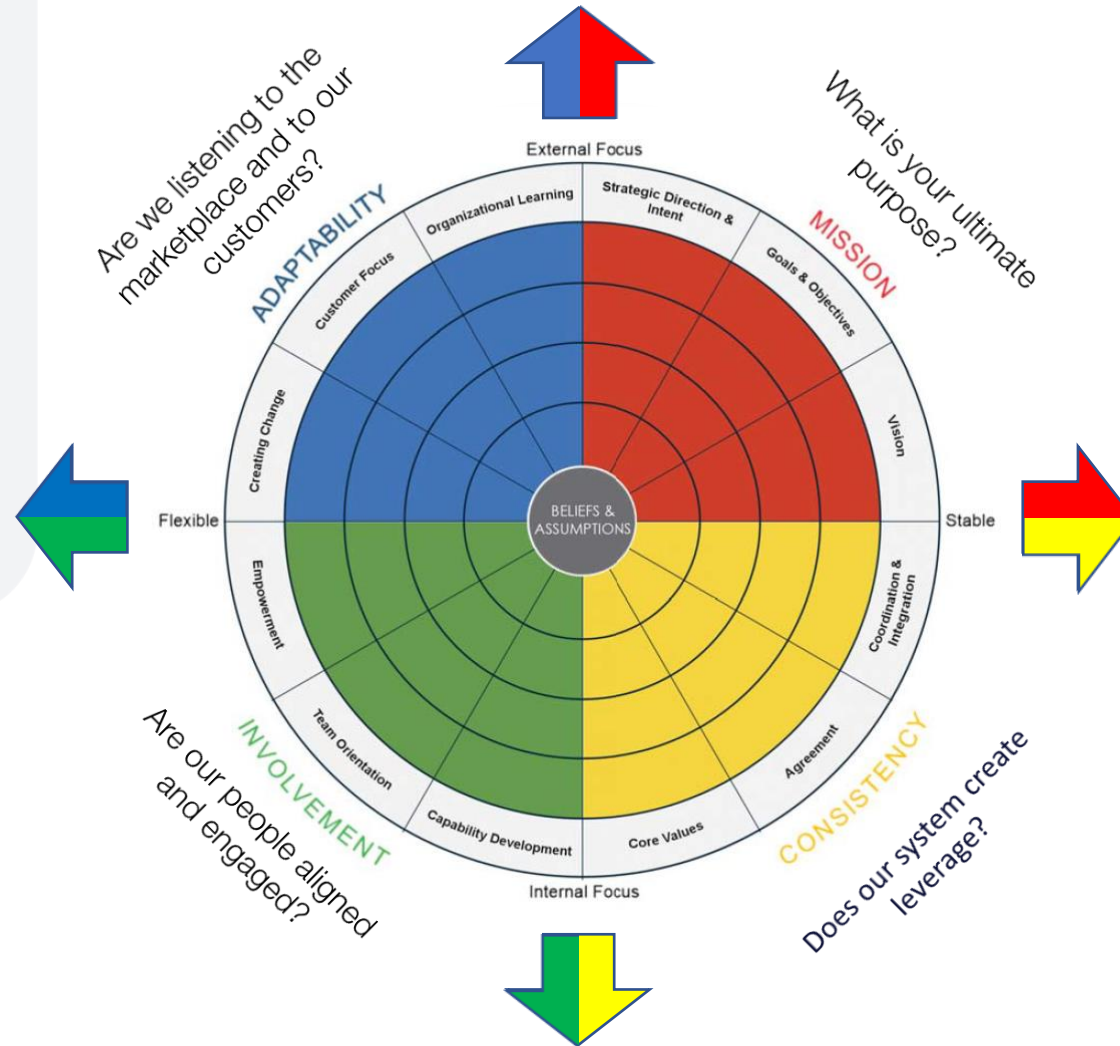 Are we listening to the
marketplace and to our
customers?
What is your ultimate
purpose?
External Focus
ADAPTABILITY
MISSION
Organizational Learning
Strategic Direction &
Intent
Customer Focus
Goals & Objectives
Creating Change
Vision
Flexible
BELIEFS &
ASSUMPTIONS
Stable
Empowerment
Coordination &
Integration
Team Orientation
Agreement
Capability Development
Core Values
INVOLVEMENT
CONSISTENCY
Internal Focus
Are our people aligned
and engaged?
Does our system create
leverage?